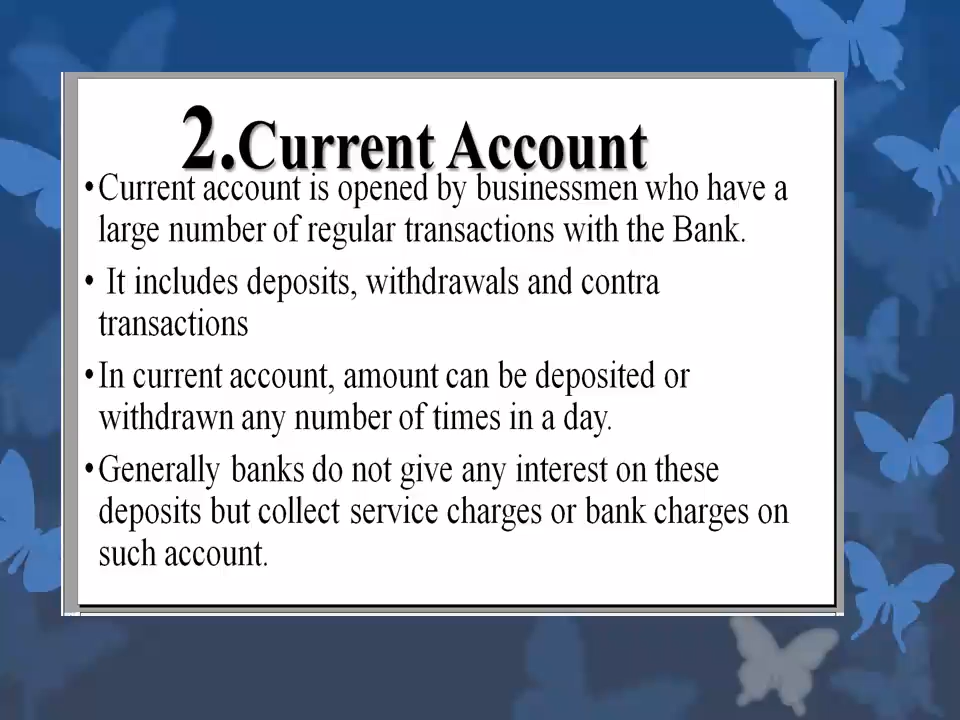 2.Current Account
•Current account is opened by businessmen who have a
large number of regular transactions with the Bank.
• It includes deposits, withdrawals and contra
transactions
•In current account, amount can be deposited or
withdrawn any number of times in a day.
•Generally banks do not give any interest on these
deposits but collect service charges or bank charges on
such account.